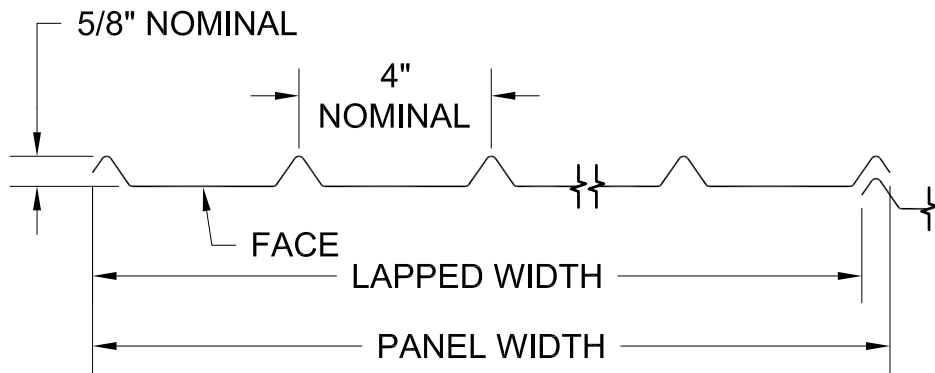 5/8" NOMINAL
4"
NOMINAL
FACE
LAPPED WIDTH
PANEL WIDTH